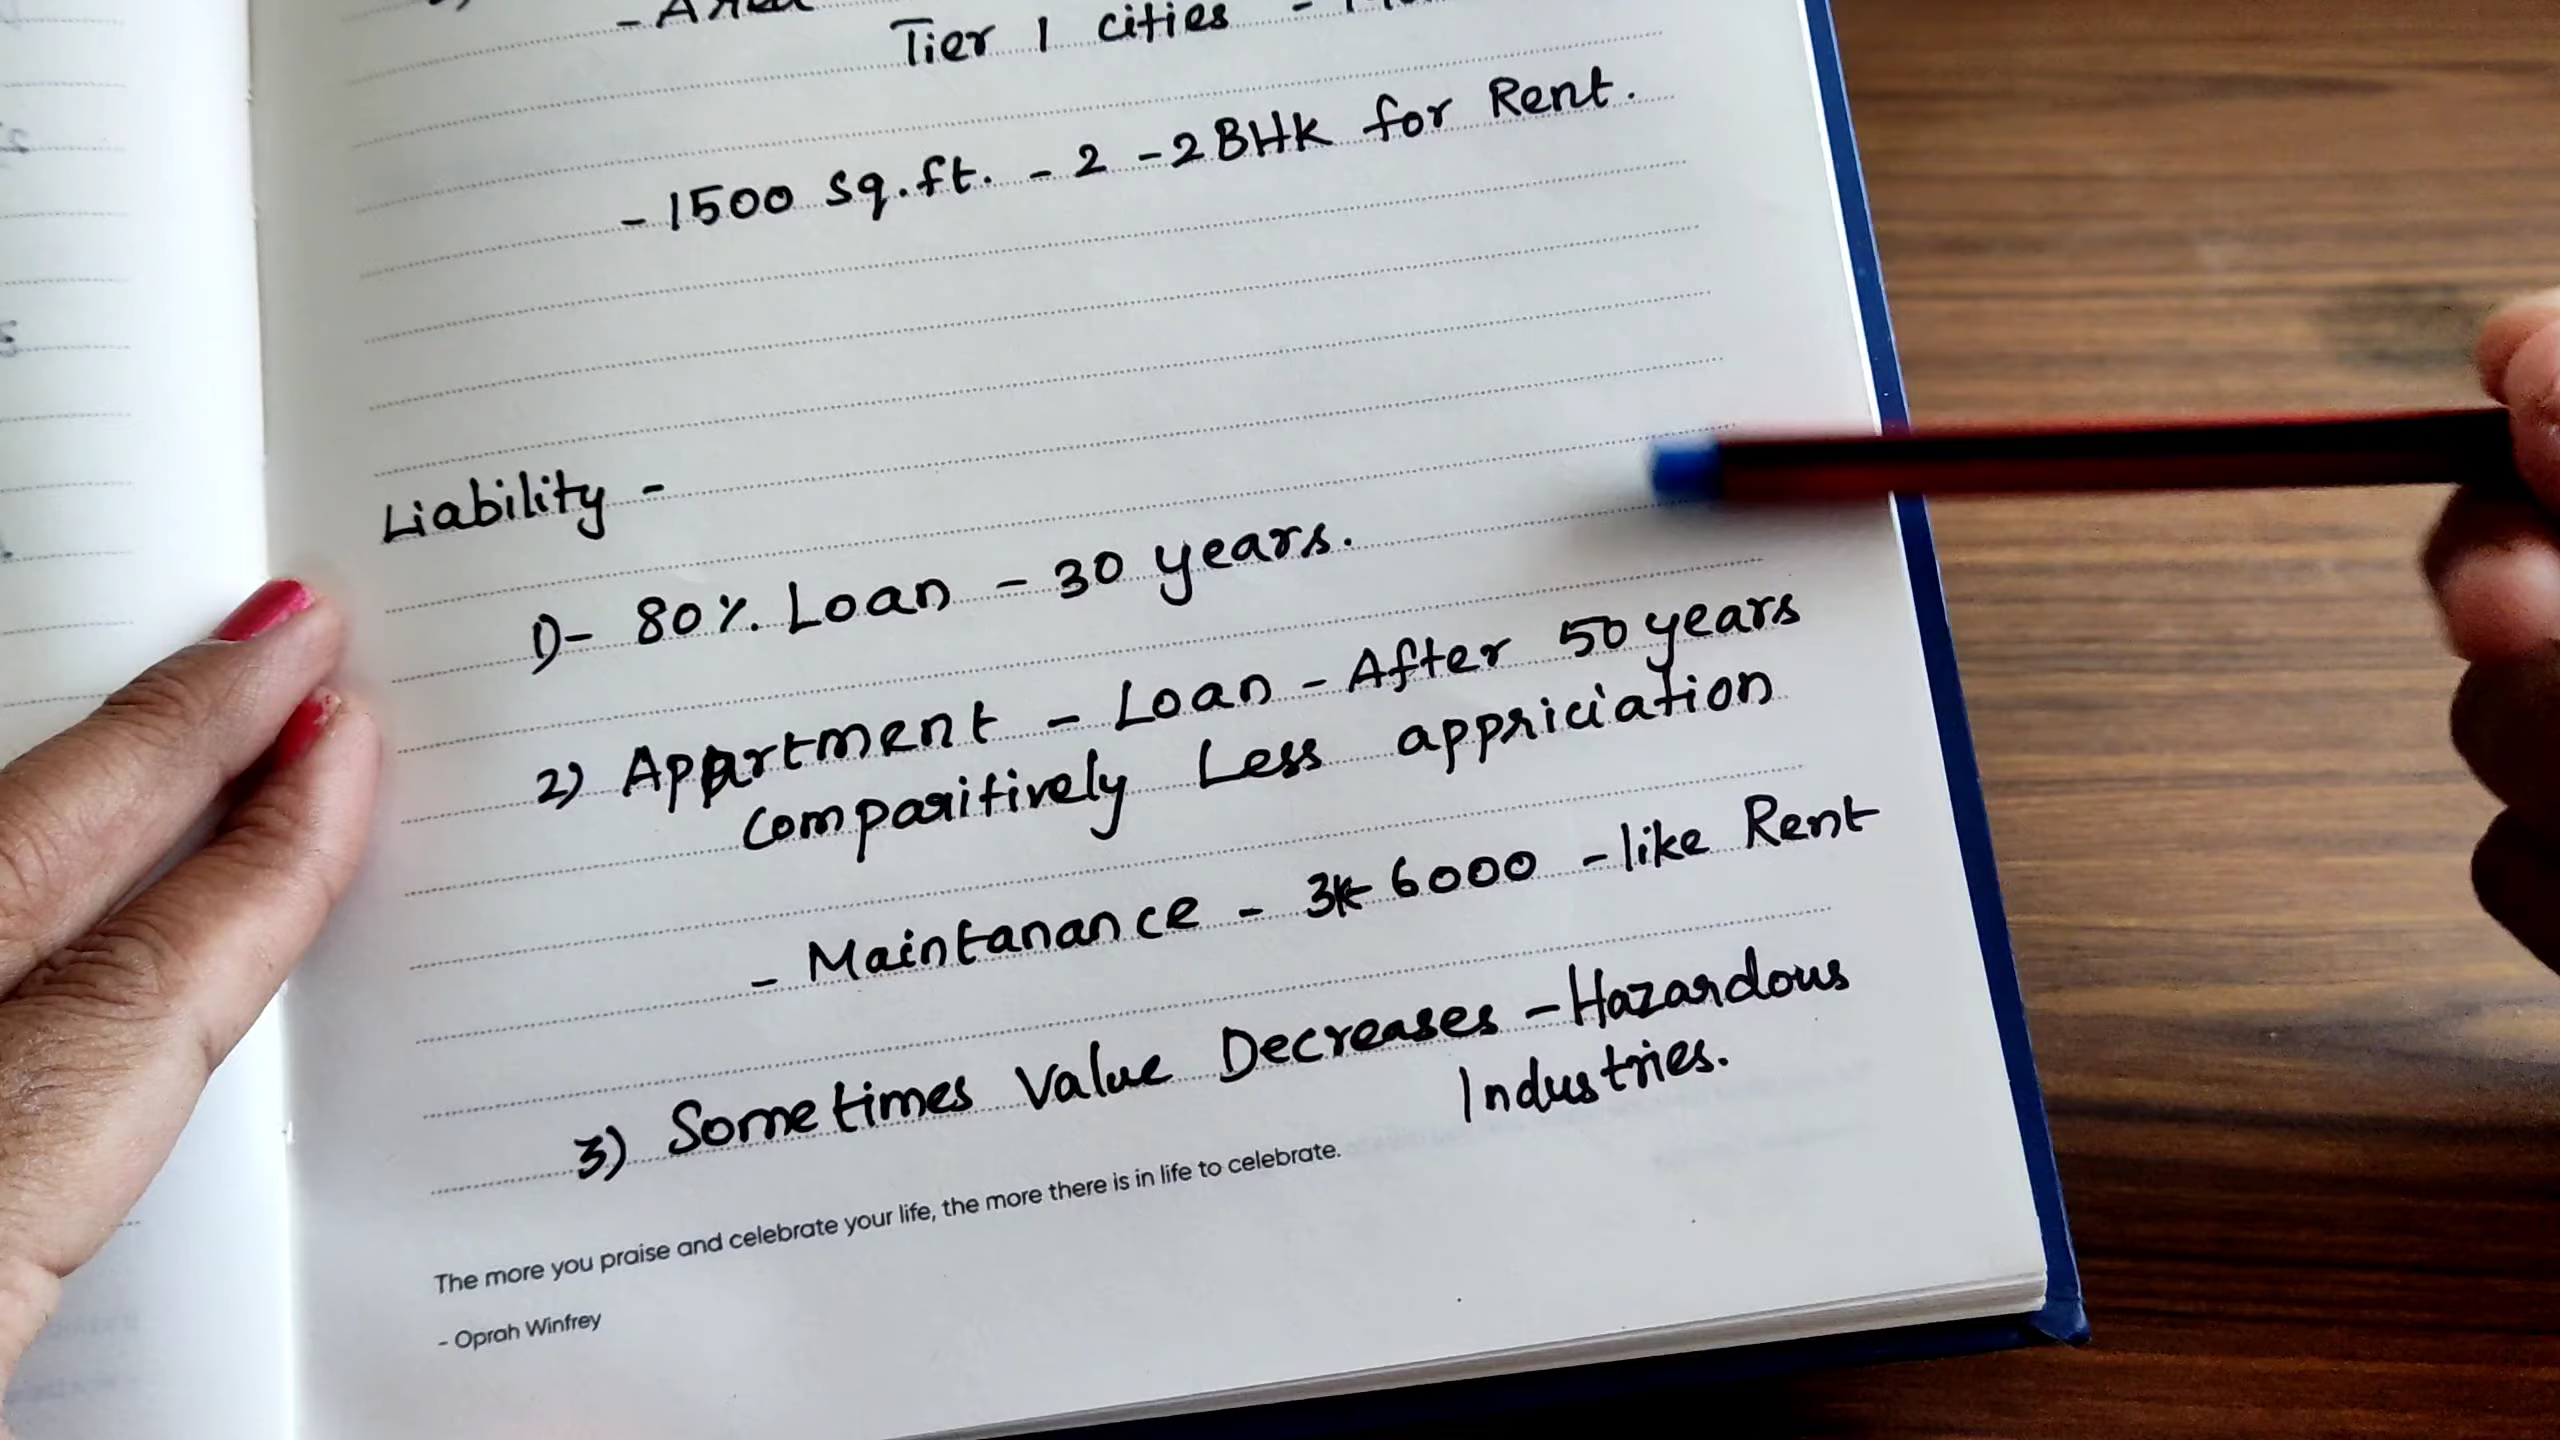 - Area
Tier 1 cities -
- 1500 sq.ft. - 2 - 2BHK for Rent.
Liability -
1) - 80% Loan - 30 years.
2) Appartment - Loan - After 50 years
comparitively Less appriciation
- Maintanance - 3k- 6000 - like Rent
3) Sometimes Value Decreases - Hazardous
Industries.
The more you praise and celebrate your life, the more there is in life to celebrate.
- Oprah Winfrey